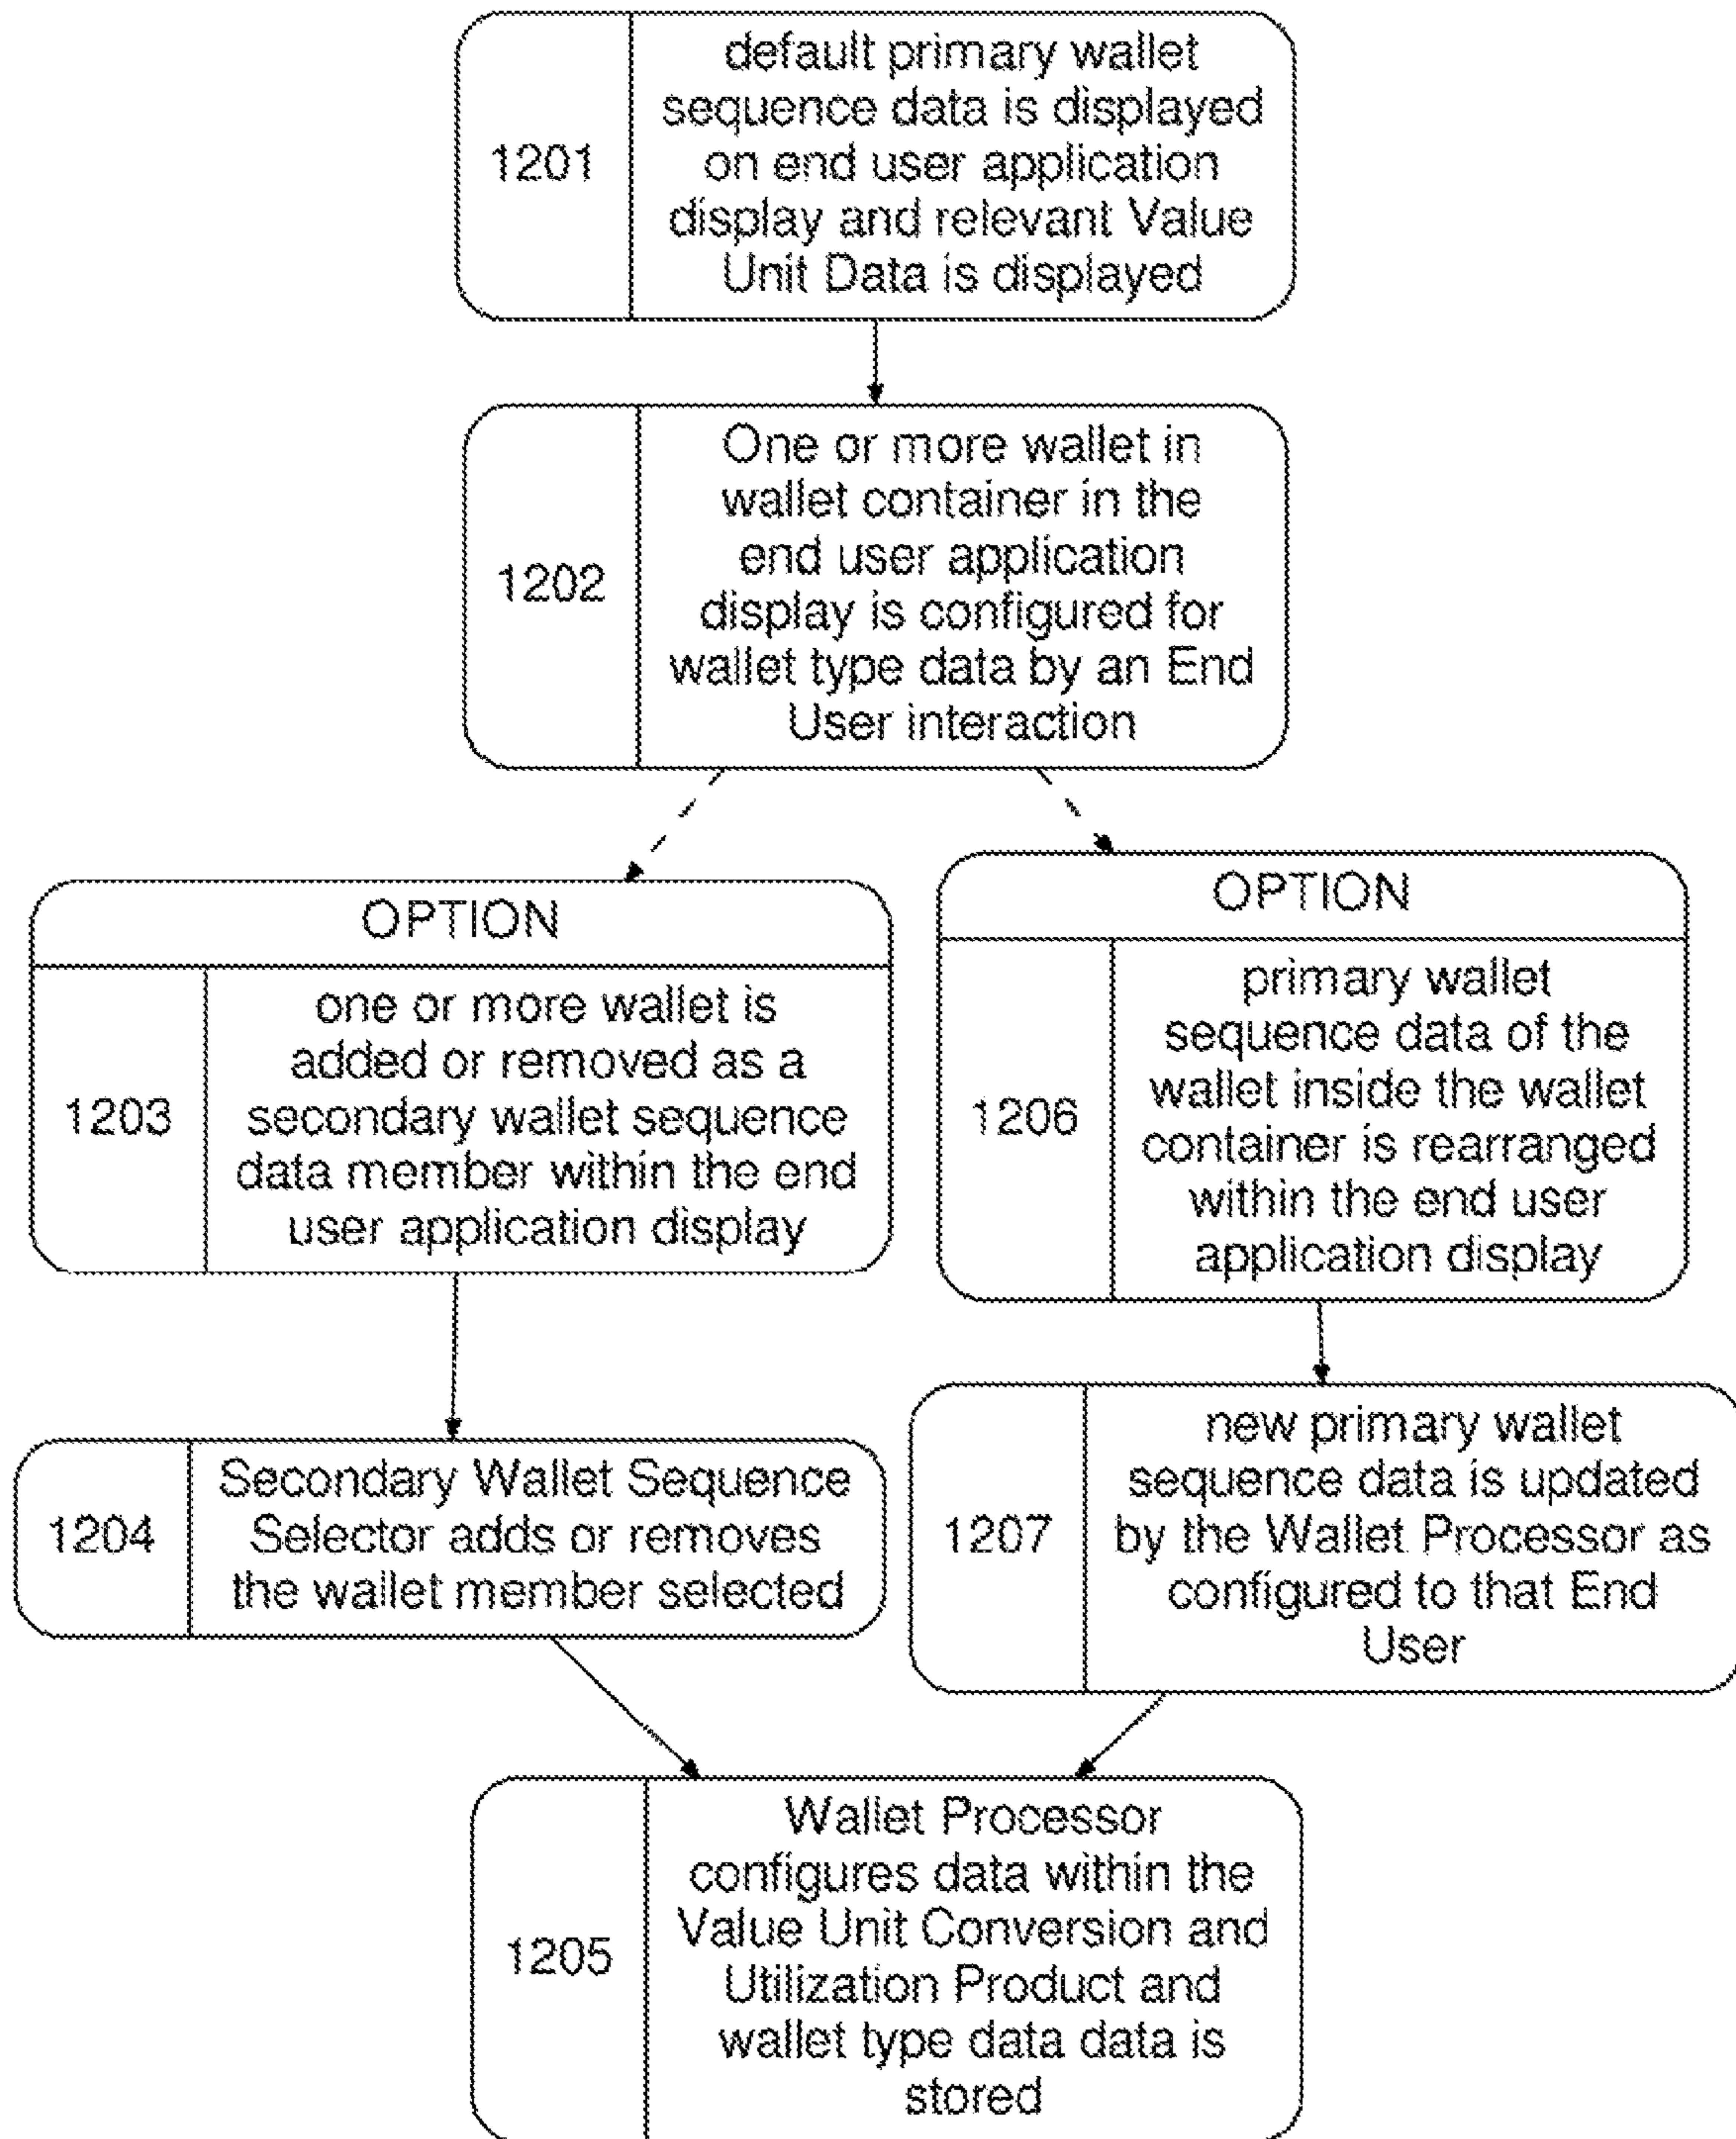 1201
default primary wallet
sequence data is displayed
on end user application
display and relevant Value
Unit Data is displayed
1202
One or more wallet in
wallet container in the
end user application
display is configured for
wallet type data by an End
User interaction
OPTION
1203
one or more wallet is
added or removed as a
secondary wallet sequence
data member within the end
user application display
OPTION
1206
primary wallet
sequence data of the
wallet inside the wallet
container is rearranged
within the end user
application display
1204
Secondary Wallet Sequence
Selector adds or removes
the wallet member selected
1207
new primary wallet
sequence data is updated
by the Wallet Processor as
configured to that End
User
1205
Wallet Processor
configures data within the
Value Unit Conversion and
Utilization Product and
wallet type data data is
stored